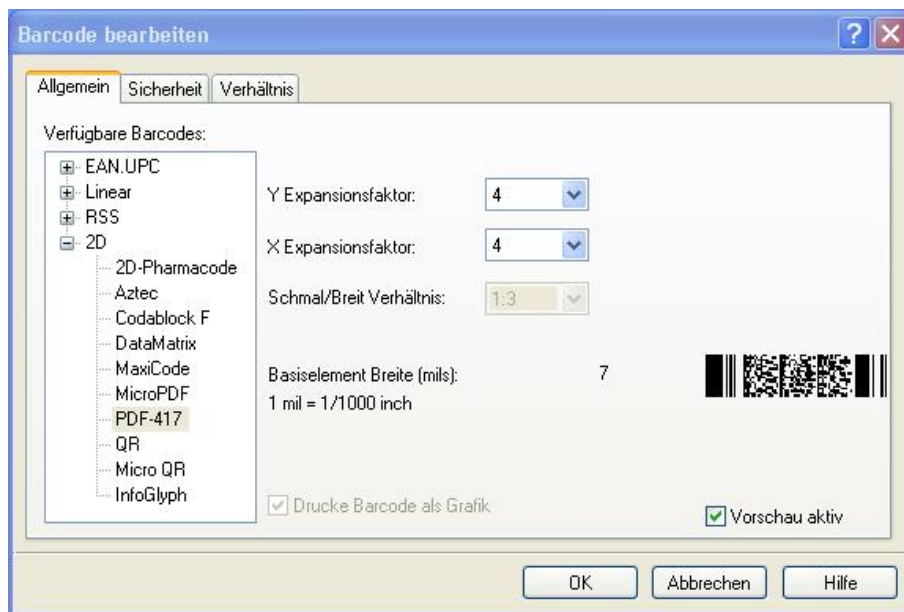 Barcode bearbeiten
Allgemein Sicherheit Verhältnis
Verfügbare Barcodes:
EAN.UPC
Linear
RSS
2D
2D-Pharmacode
Aztec
Codablock F
DataMatrix
MaxiCode
MicroPDF
PDF-417
QR
Micro QR
InfoGlyph
Y Expansionsfaktor: 4
X Expansionsfaktor: 4
Schmal/Breit Verhältnis: 1:3
Basiselement Breite (mils): 7
1 mil = 1/1000 inch
Drucke Barcode als Grafik
Vorschau aktiv
OK Abbrechen Hilfe